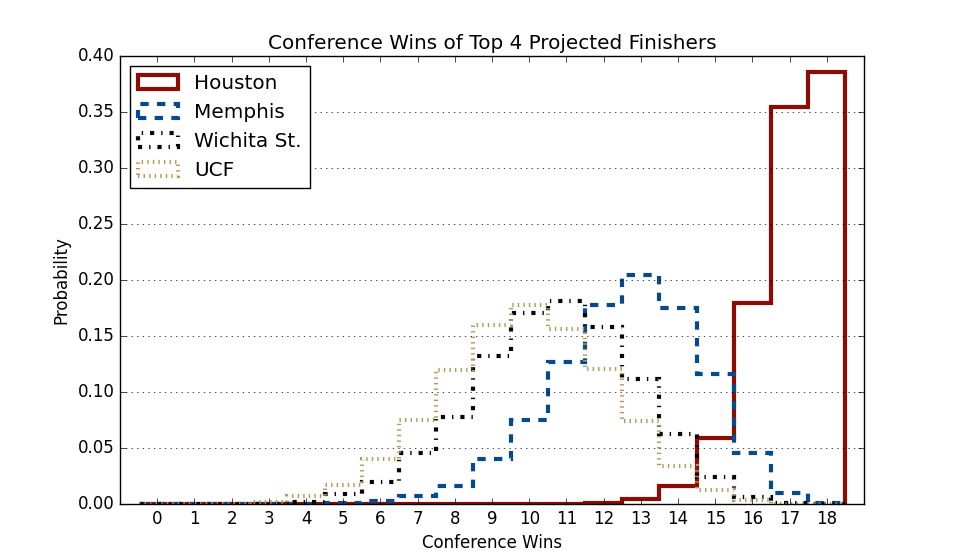 Conference Wins of Top 4 Projected Finishers
0.40
0.35
0.30
0.25
0.20
0.15
0.10
0.05
0.00
Probability
Houston
Memphis
Wichita St.
UCF
0 1 2 3 4 5 6 7 8 9 10 11 12 13 14 15 16 17 18
Conference Wins